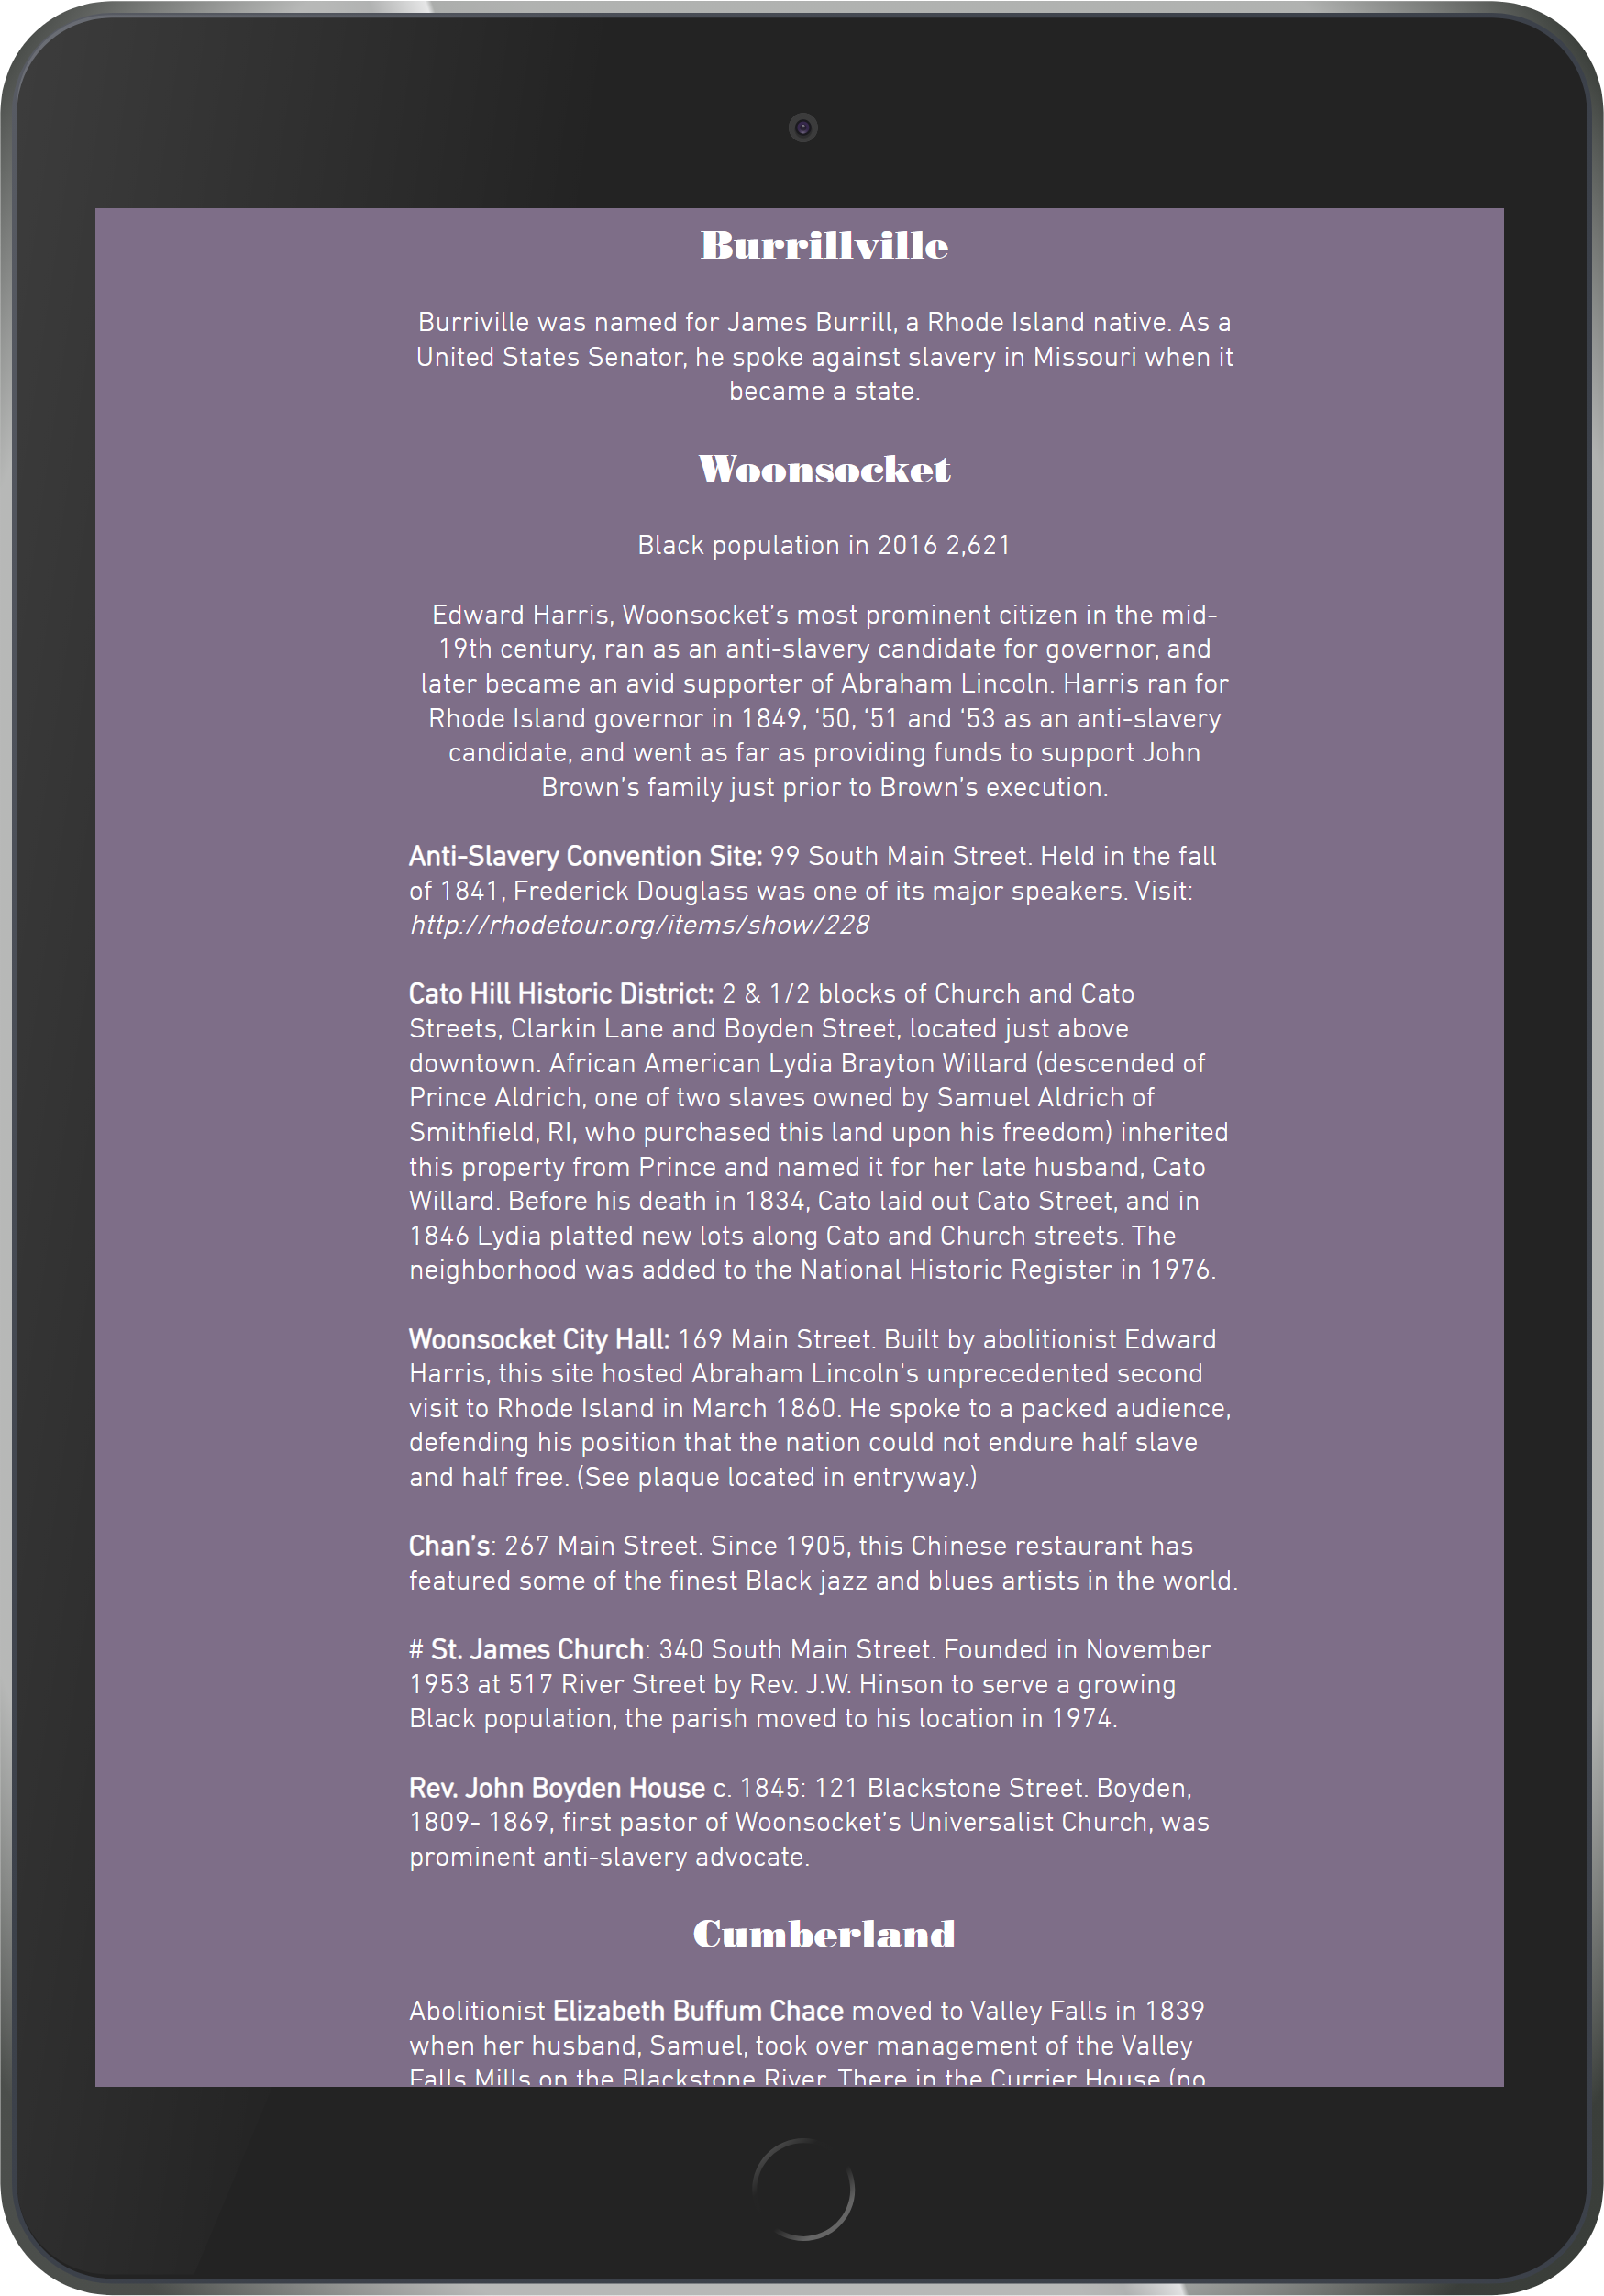 Burrillville
Burriville was named for James Burrill, a Rhode Island native. As a
United States Senator, he spoke against slavery in Missouri when it
became a state.
Woonsocket
Black population in 2016 2,621
Edward Harris, Woonsocket’s most prominent citizen in the mid-
19th century, ran as an anti-slavery candidate for governor, and
later became an avid supporter of Abraham Lincoln. Harris ran for
Rhode Island governor in 1849, ‘50, ‘51 and ‘53 as an anti-slavery
candidate, and went as far as providing funds to support John
Brown's family just prior to Brown’s execution.
Anti-Slavery Convention Site: 99 South Main Street. Held in the fall
of 1841, Frederick Douglass was one of its major speakers. Visit:
http://rhodetour.org/items/show/228
Cato Hill Historic District: 2 & 1/2 blocks of Church and Cato
Streets, Clarkin Lane and Boyden Street, located just above
downtown. African American Lydia Brayton Willard (descended of
Prince Aldrich, one of two slaves owned by Samuel Aldrich of
Smithfield, RI, who purchased this land upon his freedom) inherited
this property from Prince and named it for her late husband, Cato
Willard. Before his death in 1834, Cato laid out Cato Street, and in
1846 Lydia platted new lots along Cato and Church streets. The
neighborhood was added to the National Historic Register in 1976.
Woonsocket City Hall: 169 Main Street. Built by abolitionist Edward
Harris, this site hosted Abraham Lincoln's unprecedented second
visit to Rhode Island in March 1860. He spoke to a packed audience,
defending his position that the nation could not endure half slave
and half free. (See plaque located in entryway.)
Chan’s: 267 Main Street. Since 1905, this Chinese restaurant has
featured some of the finest Black jazz and blues artists in the world.
# St. James Church: 340 South Main Street. Founded in November
1953 at 517 River Street by Rev. J.W. Hinson to serve a growing
Black population, the parish moved to his location in 1974.
Rev. John Boyden House c. 1845: 121 Blackstone Street. Boyden,
1809- 1869, first pastor of Woonsocket’s Universalist Church, was
prominent anti-slavery advocate.
Cumberland
Abolitionist Elizabeth Buffum Chace moved to Valley Falls in 1839
when her husband, Samuel, took over management of the Valley
Falls Mills on the Blackstone River. There in the Currier House (no